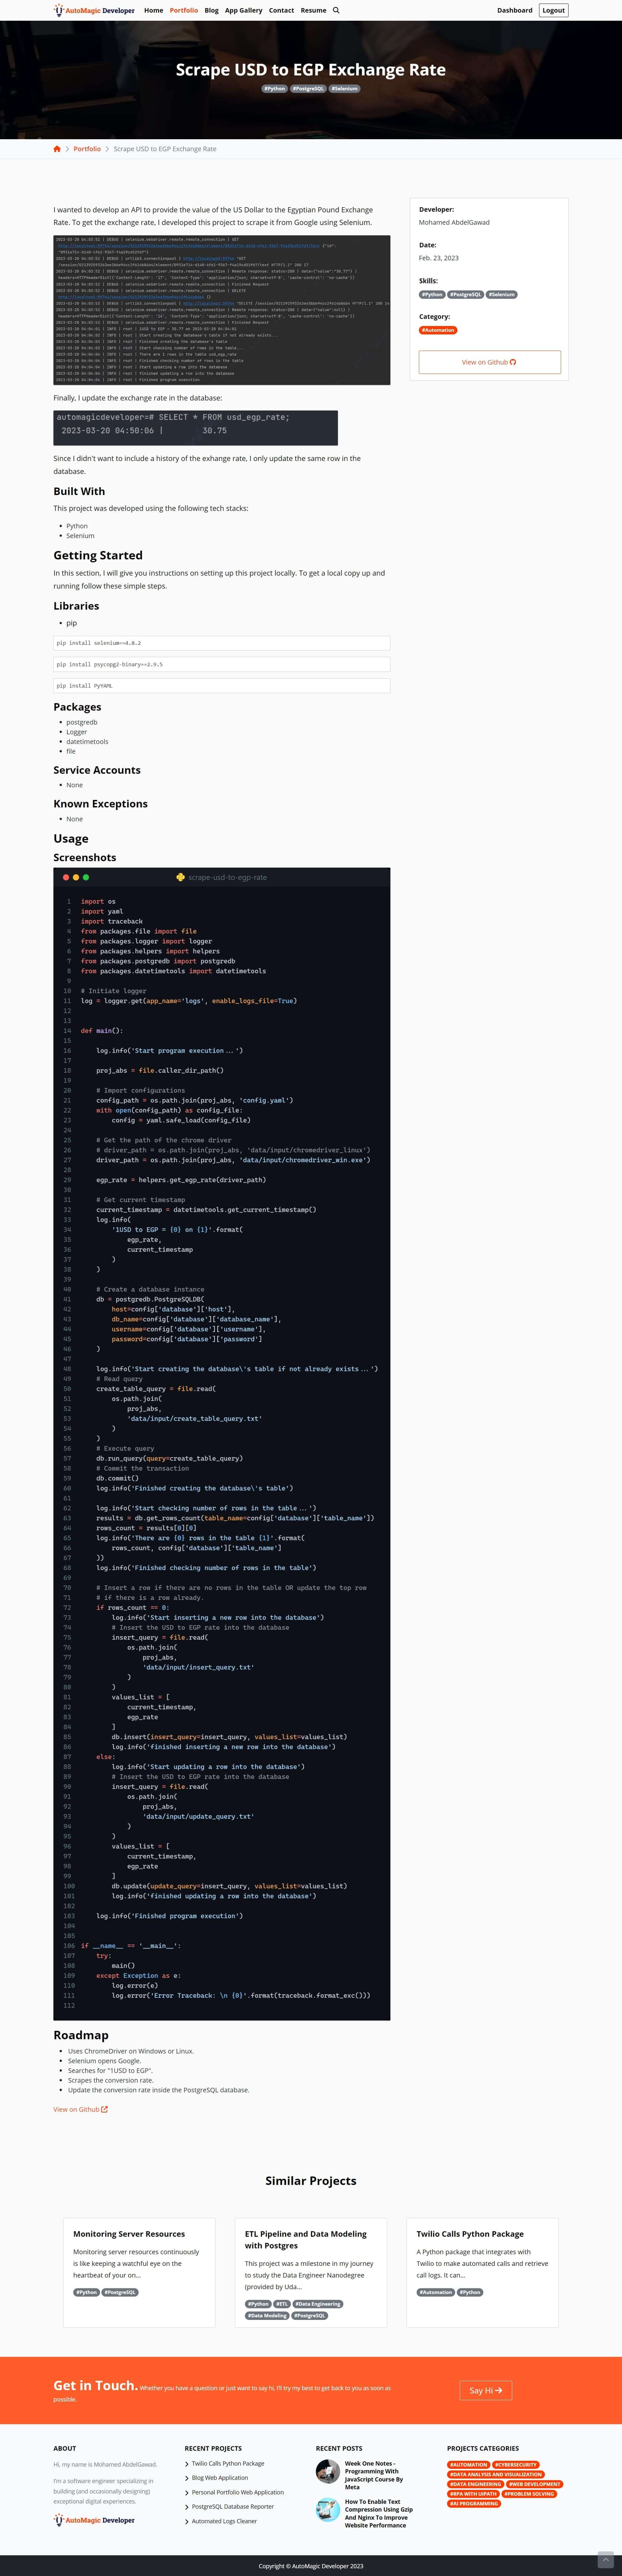 AutoMagic Developer Home Portfolio Blog App Gallery Contact Resume Dashboard Logout
Scrape USD to EGP Exchange Rate
#Python #PostgreSQL #Selenium
Portfolio Scrape USD to EGP Exchange Rate
I wanted to develop an API to provide the value of the US Dollar to the Egyptian Pound Exchange
Rate. To get the exchange rate, I developed this project to scrape it from Google using Selenium.
Finally, I update the exchange rate in the database:
automagicdeveloper=# SELECT * FROM usd_egp_rate;
2023-03-20 04:50:06 | 30.75
Since I didn't want to include a history of the exhange rate, I only update the same row in the
database.
Built With
This project was developed using the following tech stacks:
Python
Selenium
Getting Started
In this section, I will give you instructions on setting up this project locally. To get a local copy up and
running follow these simple steps.
Libraries
pip
pip install selenium==4.8.2
pip install psycopg2-binary==2.9.5
pip install PyYAML
Packages
postgredb
Logger
datetimetools
file
Service Accounts
None
Known Exceptions
None
Usage
Screenshots
scrape-usd-to-egp-rate
1 import os
2 import yaml
3 import traceback
4 from packages.file import file
5 from packages.logger import logger
6 from packages.helpers import helpers
7 from packages.postgredb import postgredb
8 from packages.datetimetools import datetimetools
9
10 # Initiate logger
11 log = logger.get(app_name='logs', enable_logs_file=True)
12
13
14 def main():
15
16 log.info('Start program execution...')
17
18 proj_abs = file.caller_dir_path()
19
20 # Import configurations
21 config_path = os.path.join(proj_abs, 'config.yaml')
22 with open(config_path) as config_file:
23 config = yaml.safe_load(config_file)
24
25 # Get the path of the chrome driver
26 # driver_path = os.path.join(proj_abs, 'data/input/chromedriver_linux')
27 driver_path = os.path.join(proj_abs, 'data/input/chromedriver_win.exe')
28
29 egp_rate = helpers.get_egp_rate(driver_path)
30
31 # Get current timestamp
32 current_timestamp = datetimetools.get_current_timestamp()
33 log.info(
34 '1USD to EGP = {0} on {1}'.format(
35 egp_rate,
36 current_timestamp
37 )
38 )
39
40 # Create a database instance
41 db = postgredb.PostgreSQLDB(
42 host=config['database']['host'],
43 db_name=config['database']['database_name'],
44 username=config['database']['username'],
45 password=config['database']['password']
46 )
47
48 log.info('Start creating the database\'s table if not already exists...')
49 # Read query
50 create_table_query = file.read(
51 os.path.join(
52 proj_abs,
53 'data/input/create_table_query.txt'
54 )
55 )
56 # Execute query
57 db.run_query(query=create_table_query)
58 # Commit the transaction
59 db.commit()
60 log.info('Finished creating the database\'s table')
61
62 log.info('Start checking number of rows in the table...')
63 results = db.get_rows_count(table_name=config['database']['table_name'])
64 rows_count = results[0][0]
65 log.info('There are {0} rows in the table {1}'.format(
66 rows_count, config['database']['table_name']
67 ))
68 log.info('Finished checking number of rows in the table')
69
70 # Insert a row if there are no rows in the table OR update the top row
71 # if there is a row already.
72 if rows_count == 0:
73 log.info('Start inserting a new row into the database')
74 # Insert the USD to EGP rate into the database
75 insert_query = file.read(
76 os.path.join(
77 proj_abs,
78 'data/input/insert_query.txt'
79 )
80 )
81 values_list = [
82 current_timestamp,
83 egp_rate
84 ]
85 db.insert(insert_query=insert_query, values_list=values_list)
86 log.info('finished inserting a new row into the database')
87 else:
88 log.info('Start updating a row into the database')
89 # Insert the USD to EGP rate into the database
90 insert_query = file.read(
91 os.path.join(
92 proj_abs,
93 'data/input/update_query.txt'
94 )
95 )
96 values_list = [
97 current_timestamp,
98 egp_rate
99 ]
100 db.update(update_query=insert_query, values_list=values_list)
101 log.info('finished updating a row into the database')
102
103 log.info('Finished program execution')
104
105
106 if __name__ == '__main__':
107 try:
108 main()
109 except Exception as e:
110 log.error(e)
111 log.error('Error Traceback: \n {0}'.format(traceback.format_exc()))
112
Roadmap
Uses ChromeDriver on Windows or Linux.
Selenium opens Google.
Searches for "1USD to EGP".
Scrapes the conversion rate.
Update the conversion rate inside the PostgreSQL database.
View on Github
Developer:
Mohamed AbdelGawad
Date:
Feb. 23, 2023
Skills:
#Python #PostgreSQL #Selenium
Category:
#Automation
View on Github
Similar Projects
Monitoring Server Resources
Monitoring server resources continuously
is like keeping a watchful eye on the
heartbeat of your on...
#Python #PostgreSQL
ETL Pipeline and Data Modeling
with Postgres
This project was a milestone in my journey
to study the Data Engineer Nanodegree
(provided by Uda...
#Python #ETL #Data Engineering
#Data Modeling #PostgreSQL
Twilio Calls Python Package
A Python package that integrates with
Twilio to make automated calls and retrieve
call logs. It can...
#Automation #Python
Get in Touch. Whether you have a question or just want to say hi, I'll try my best to get back to you as soon as
possible.
Say Hi
ABOUT
Hi, my name is Mohamed AbdelGawad.
I'm a software engineer specializing in
building (and occasionally designing)
exceptional digital experiences.
AutoMagic Developer
RECENT PROJECTS
Twilio Calls Python Package
Blog Web Application
Personal Portfolio Web Application
PostgreSQL Database Reporter
Automated Logs Cleaner
RECENT POSTS
Week One Notes -
Programming With
JavaScript Course By
Meta
How To Enable Text
Compression Using Gzip
And Nginx To Improve
Website Performance
PROJECTS CATEGORIES
#AUTOMATION #CYBERSECURITY
#DATA ANALYSIS AND VISUALIZATION
#DATA ENGINEERING #WEB DEVELOPMENT
#RPA WITH UIPATH #PROBLEM SOLVING
#AI PROGRAMMING
Copyright © AutoMagic Developer 2023